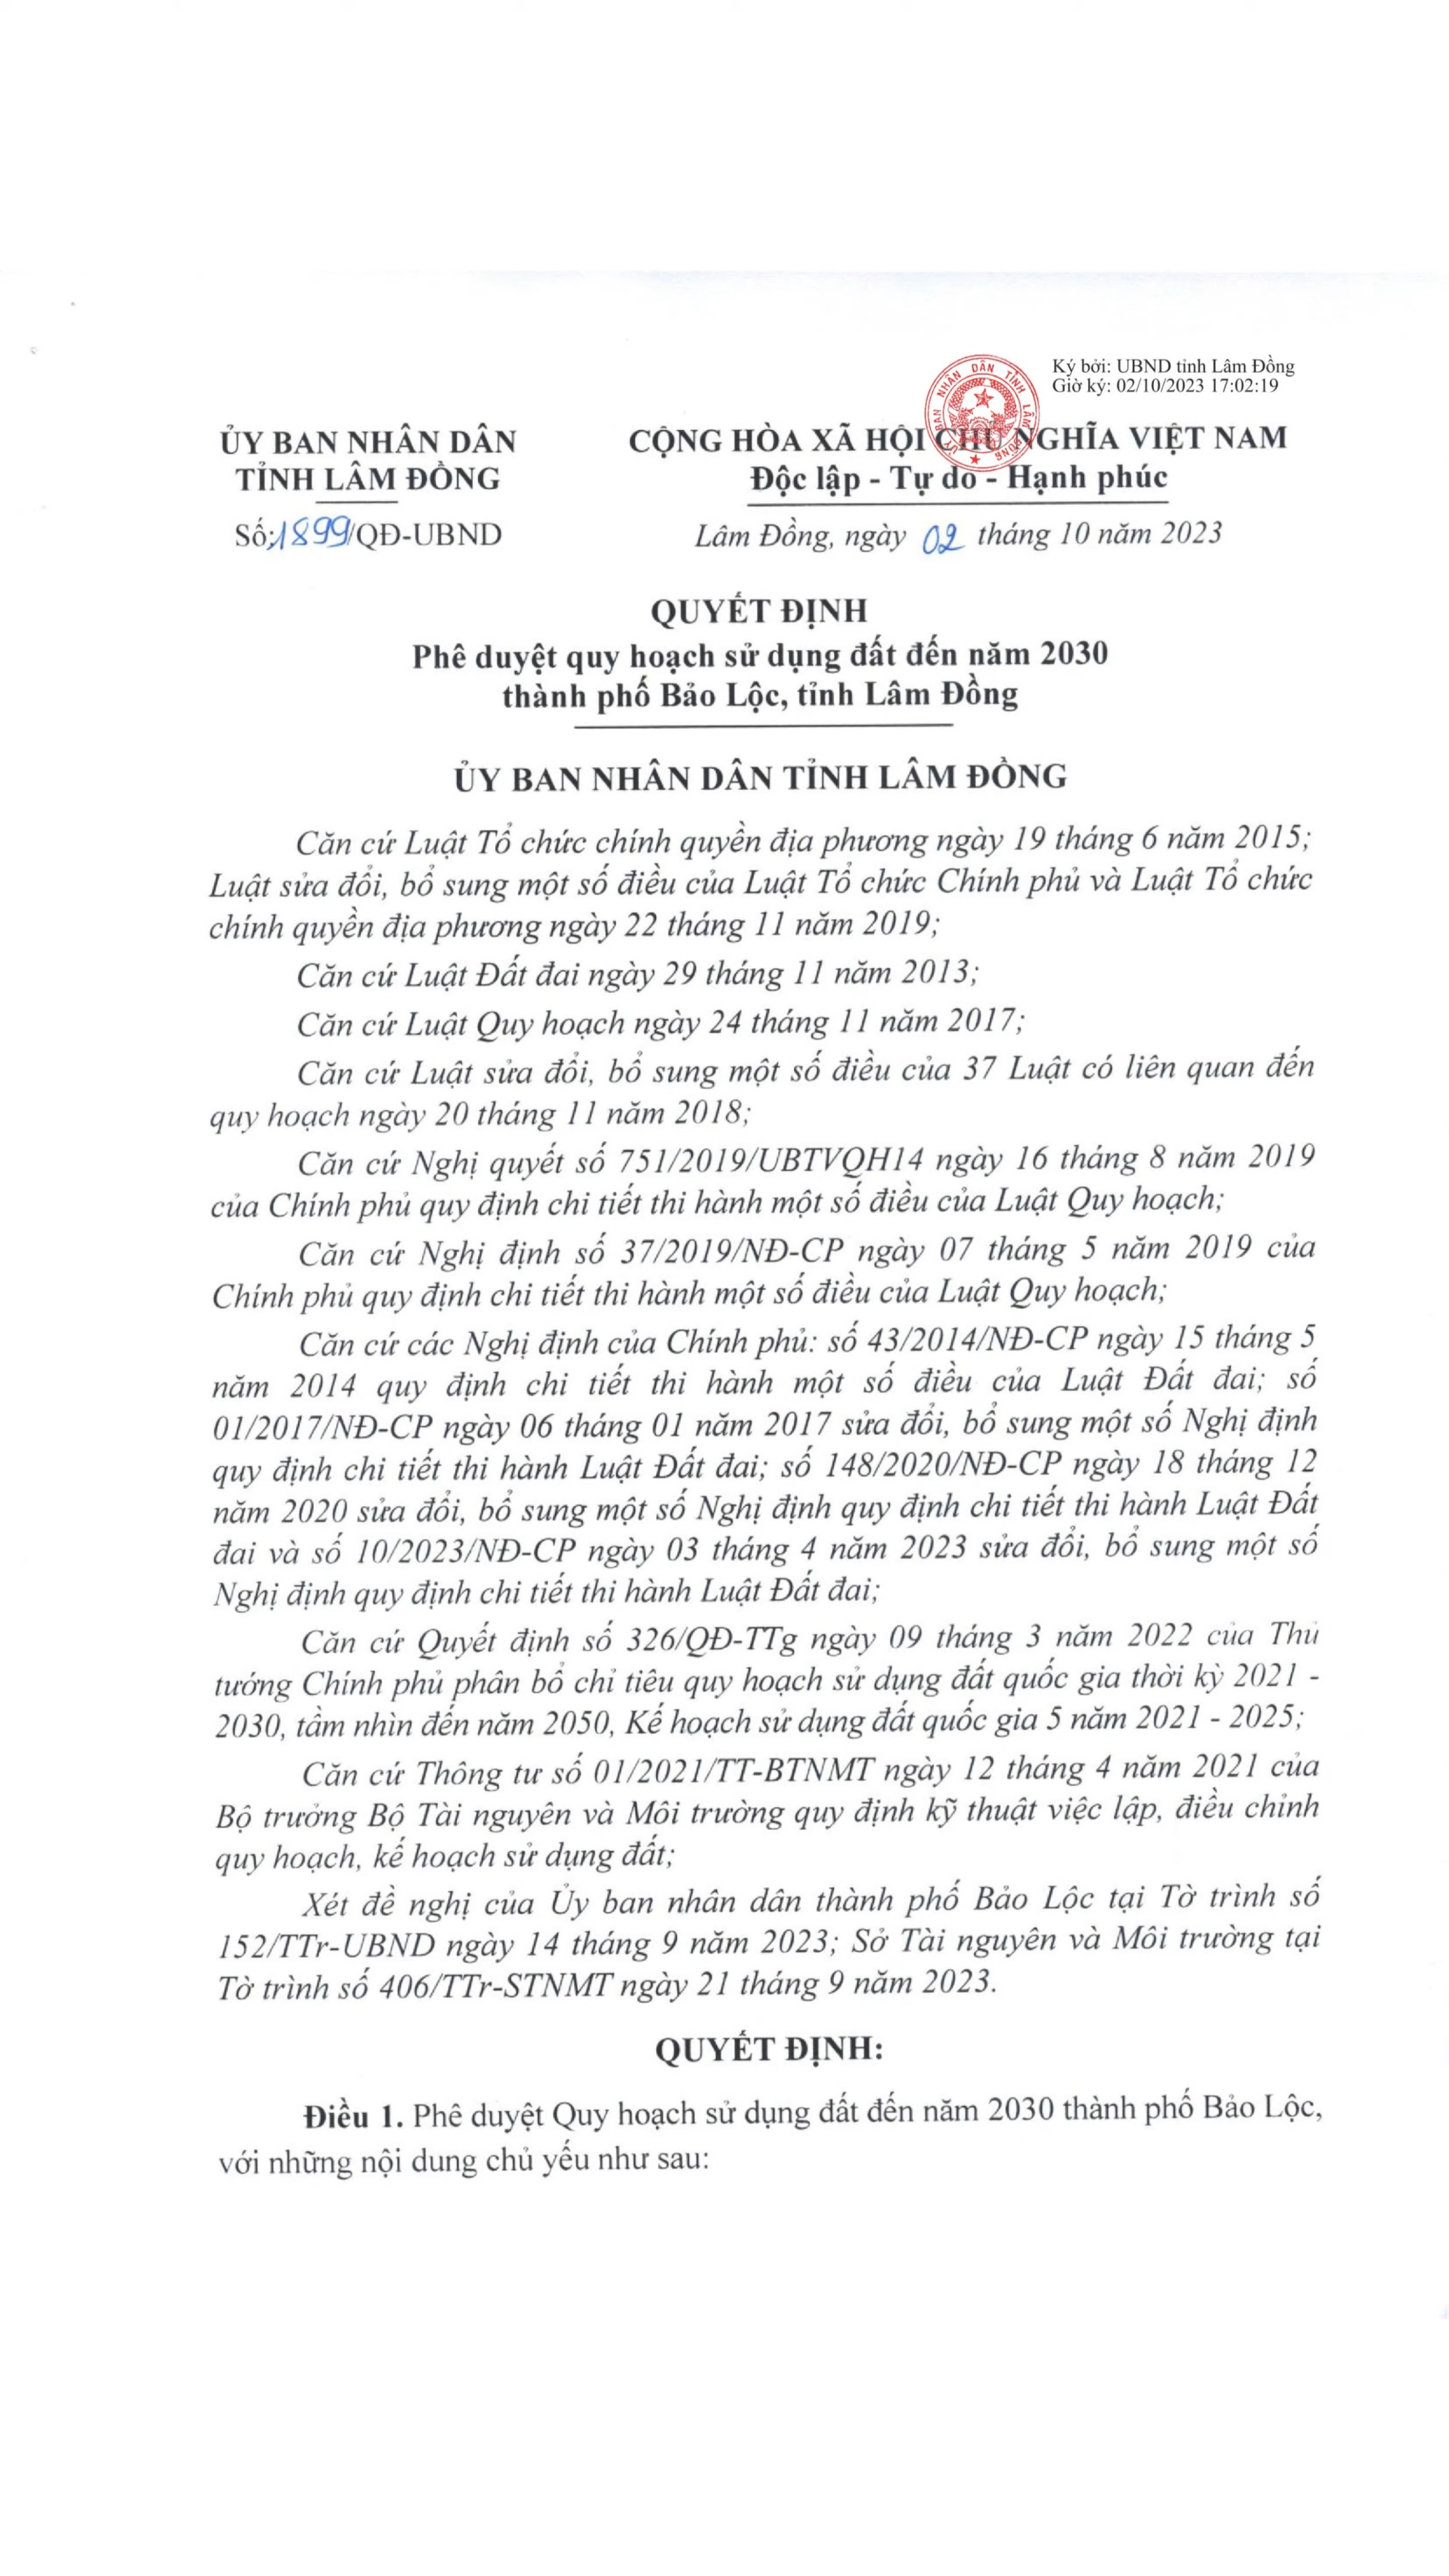 Ký bởi: UBND tỉnh Lâm Đồng
Giờ ký: 02/10/2023 17:02:19
ỦY BAN NHÂN DÂN TỈNH LÂM ĐỒNG
ỦY BAN NHÂN DÂN
TỈNH LÂM ĐỒNG
Số:1899/QĐ-UBND
CỘNG HÒA XÃ HỘI CHỦ NGHĨA VIỆT NAM
Độc lập - Tự do - Hạnh phúc
Lâm Đồng, ngày 02 tháng 10 năm 2023
QUYẾT ĐỊNH
Phê duyệt quy hoạch sử dụng đất đến năm 2030
thành phố Bảo Lộc, tỉnh Lâm Đồng
ỦY BAN NHÂN DÂN TỈNH LÂM ĐỒNG
Căn cứ Luật Tổ chức chính quyền địa phương ngày 19 tháng 6 năm 2015;
Luật sửa đổi, bổ sung một số điều của Luật Tổ chức Chính phủ và Luật Tổ chức
chính quyền địa phương ngày 22 tháng 11 năm 2019;
Căn cứ Luật Đất đai ngày 29 tháng 11 năm 2013;
Căn cứ Luật Quy hoạch ngày 24 tháng 11 năm 2017;
Căn cứ Luật sửa đổi, bổ sung một số điều của 37 Luật có liên quan đến
quy hoạch ngày 20 tháng 11 năm 2018;
Căn cứ Nghị quyết số 751/2019/UBTVQH14 ngày 16 tháng 8 năm 2019
của Chính phủ quy định chi tiết thi hành một số điều của Luật Quy hoạch;
Căn cứ Nghị định số 37/2019/NĐ-CP ngày 07 tháng 5 năm 2019 của
Chính phủ quy định chi tiết thi hành một số điều của Luật Quy hoạch;
Căn cứ các Nghị định của Chính phủ: số 43/2014/NĐ-CP ngày 15 tháng 5
năm 2014 quy định chi tiết thi hành một số điều của Luật Đất đai; số
01/2017/NĐ-CP ngày 06 tháng 01 năm 2017 sửa đổi, bổ sung một số Nghị định
quy định chi tiết thi hành Luật Đất đai; số 148/2020/NĐ-CP ngày 18 tháng 12
năm 2020 sửa đổi, bổ sung một số Nghị định quy định chi tiết thi hành Luật Đất
đai và số 10/2023/NĐ-CP ngày 03 tháng 4 năm 2023 sửa đổi, bổ sung một số
Nghị định quy định chi tiết thi hành Luật Đất đai;
Căn cứ Quyết định số 326/QĐ-TTg ngày 09 tháng 3 năm 2022 của Thủ
tướng Chính phủ phân bổ chỉ tiêu quy hoạch sử dụng đất quốc gia thời kỳ 2021 -
2030, tầm nhìn đến năm 2050, Kế hoạch sử dụng đất quốc gia 5 năm 2021 - 2025;
Căn cứ Thông tư số 01/2021/TT-BTNMT ngày 12 tháng 4 năm 2021 của
Bộ trưởng Bộ Tài nguyên và Môi trường quy định kỹ thuật việc lập, điều chỉnh
quy hoạch, kế hoạch sử dụng đất;
Xét đề nghị của Ủy ban nhân dân thành phố Bảo Lộc tại Tờ trình số
152/TTr-UBND ngày 14 tháng 9 năm 2023; Sở Tài nguyên và Môi trường tại
Tờ trình số 406/TTr-STNMT ngày 21 tháng 9 năm 2023.
QUYẾT ĐỊNH:
Điều 1. Phê duyệt Quy hoạch sử dụng đất đến năm 2030 thành phố Bảo Lộc,
với những nội dung chủ yếu như sau: